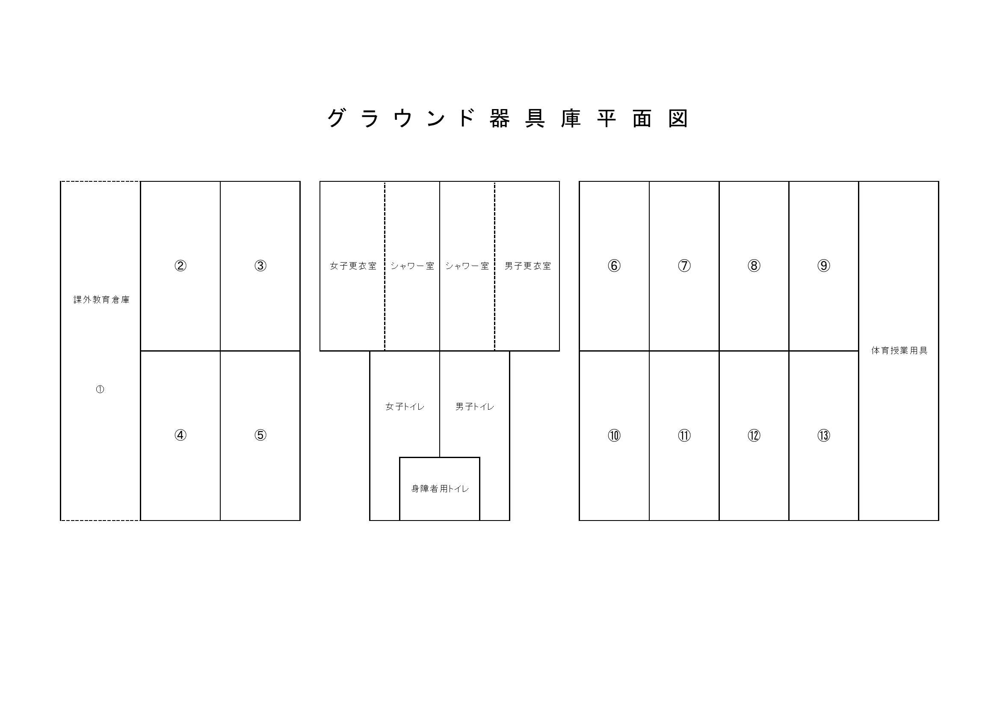 グラウンド器具庫平面図
課外教育倉庫
①
②
③
④
⑤
女子更衣室
シャワー室
シャワー室
男子更衣室
女子トイレ
男子トイレ
身障者用トイレ
⑥
⑦
⑧
⑨
⑩
⑪
⑫
⑬
体育授業用具